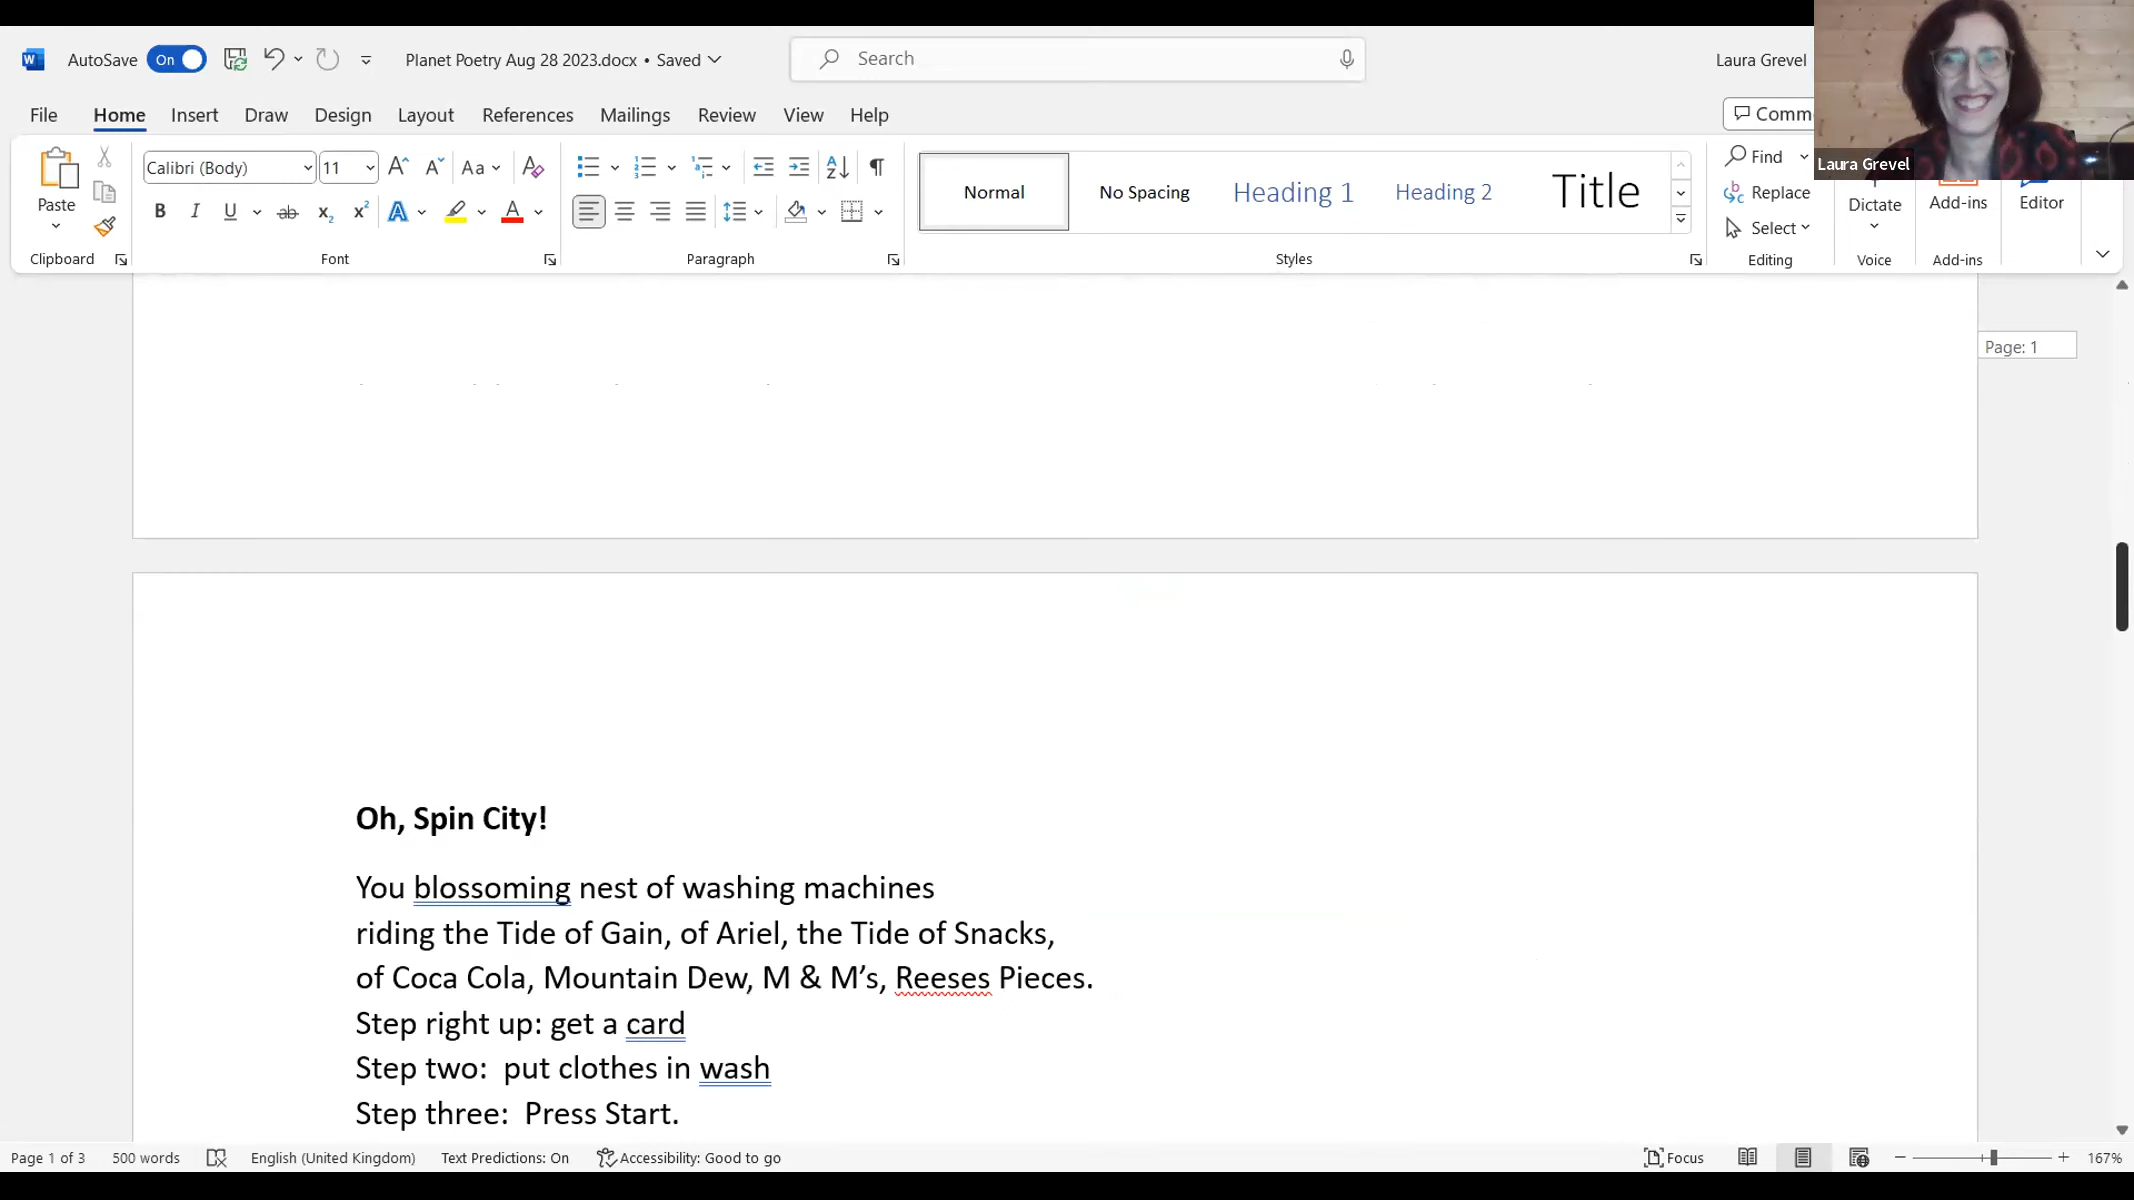 AutoSave On Planet Poetry Aug 28 2023.docx • Saved Search Laura Grevel
File Home Insert Draw Design Layout References Mailings Review View Help Comm
Laura Grevel
Paste Calibri (Body) 11 Aa Normal No Spacing Heading 1 Heading 2 Title Find Replace Select Dictate Add-ins Editor
Clipboard Font Paragraph Styles Editing Voice Add-ins
Page: 1
Oh, Spin City!
You blossoming nest of washing machines
riding the Tide of Gain, of Ariel, the Tide of Snacks,
of Coca Cola, Mountain Dew, M & M’s, Reeses Pieces.
Step right up: get a card
Step two:  put clothes in wash
Step three:  Press Start.
Page 1 of 3 500 words English (United Kingdom) Text Predictions: On Accessibility: Good to go Focus 167%